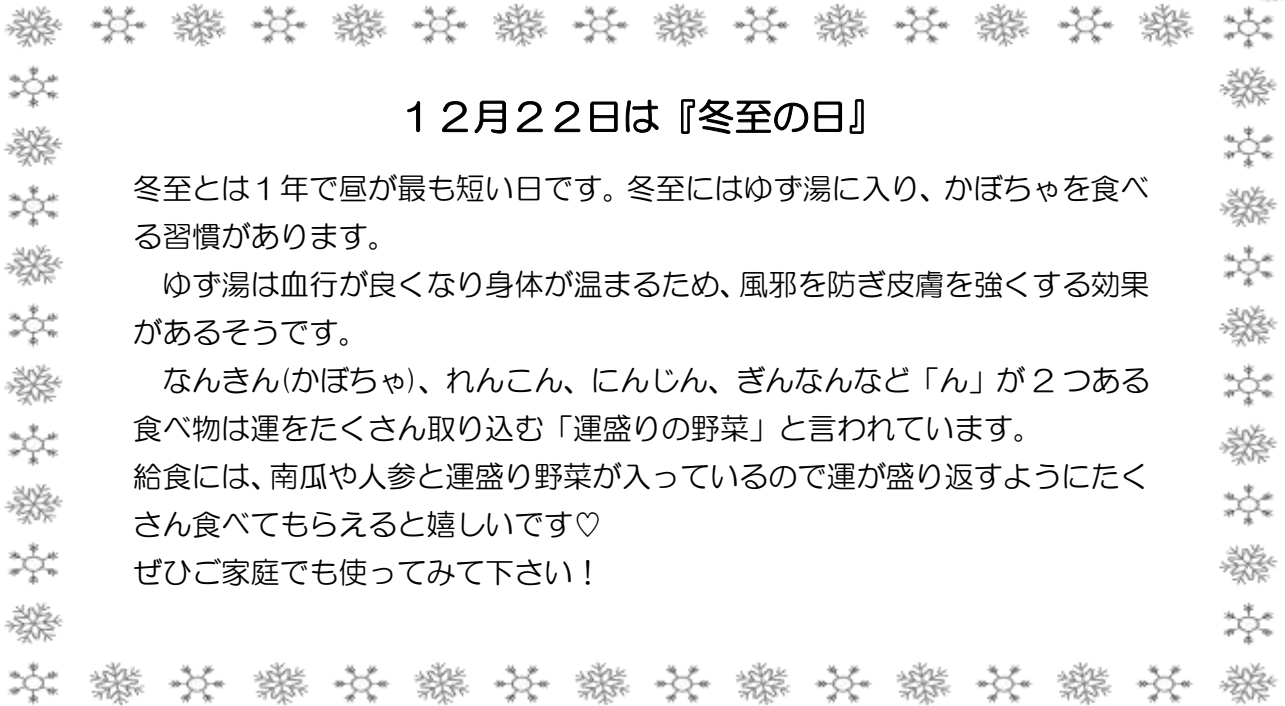 １２月２２日は『冬至の日』
冬至とは１年で昼が最も短い日です。冬至にはゆず湯に入り、かぼちゃを食べ
る習慣があります。
　ゆず湯は血行が良くなり身体が温まるため、風邪を防ぎ皮膚を強くする効果
があるそうです。
　なんきん(かぼちゃ)、れんこん、にんじん、ぎんなんなど「ん」が２つある
食べ物は運をたくさん取り込む「運盛りの野菜」と言われています。
給食には、南瓜や人参と運盛り野菜が入っているので運が盛り返すようにたく
さん食べてもらえると嬉しいです♡
ぜひご家庭でも使ってみて下さい！